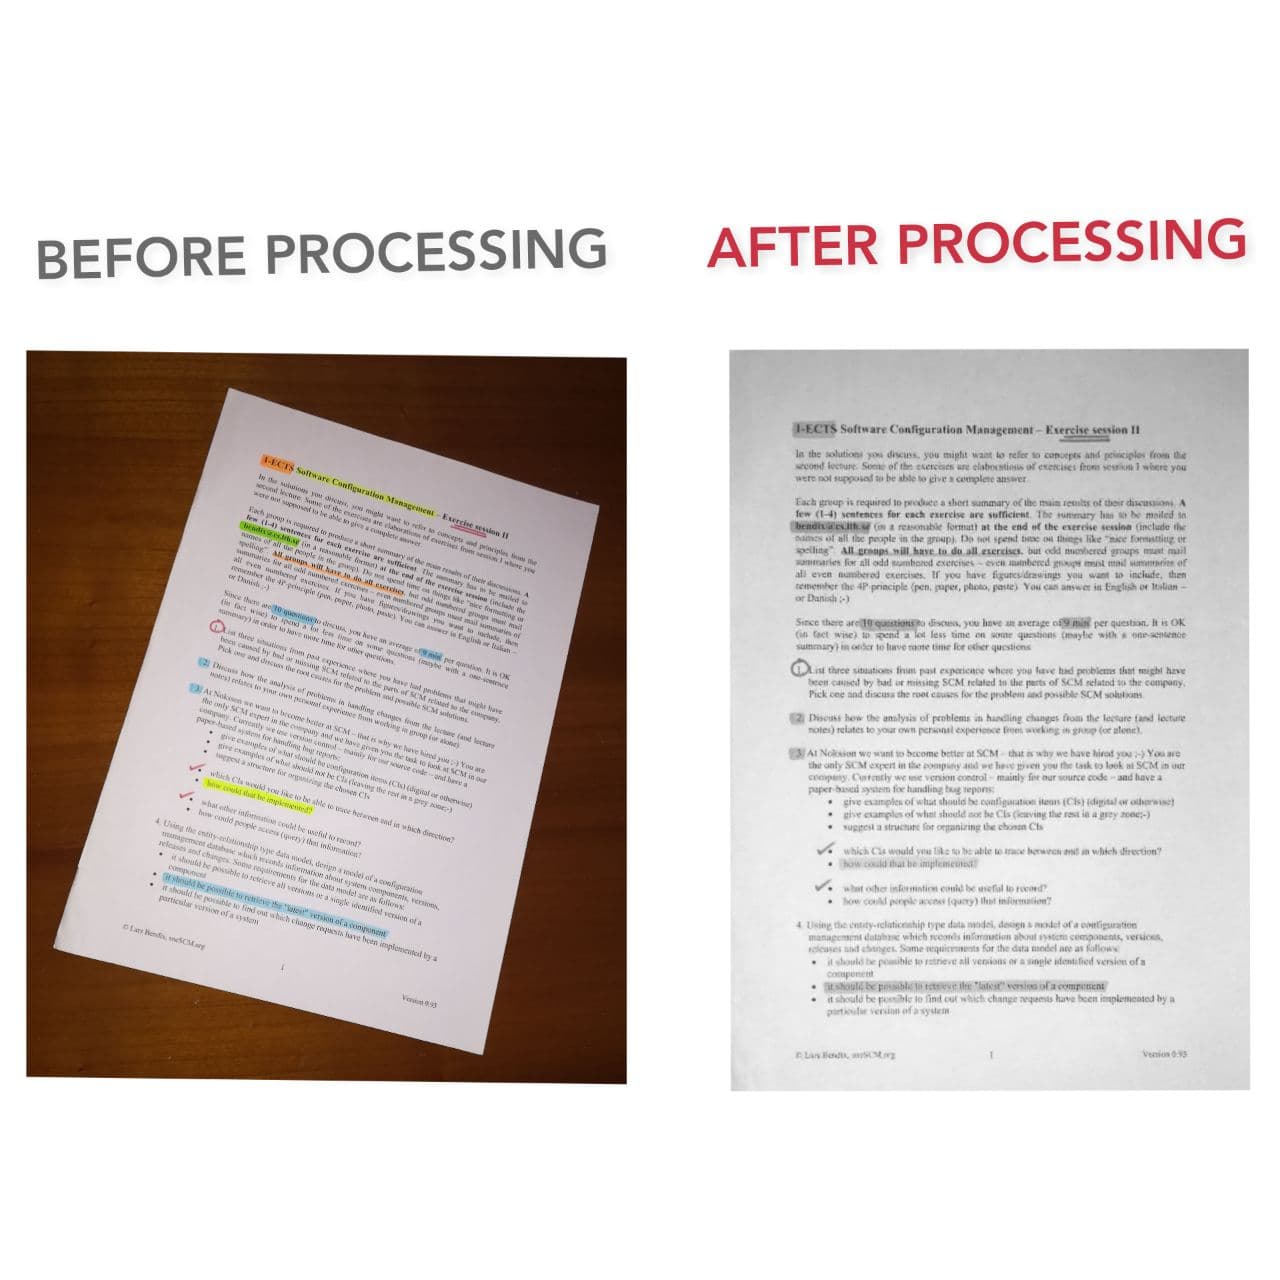 BEFORE PROCESSING
AFTER PROCESSING
1-ECTS Software Configuration Management – Exercise session II
In the solutions you discuss, you might want to refer to concepts and principles from the
second lecture. Some of the exercises are elaborations of exercises from session 1 where you
were not supposed to be able to give a complete answer
Each group is required to produce a short summary of the main results of their discussions. A
few (1-4) sentences for each exercise are sufficient. The summary has to be mailed to
bendix@cs.lth.se (in a reasonable format) at the end of the exercise session (include the
names of all the people in the group). Do not spend time on things like "nice formatting or
spelling". All groups will have to do all exercises, but odd numbered groups must mail
summaries for all odd numbered exercises – even numbered groups must mail summaries of
all even numbered exercises. If you have figures/drawings you want to include, then
remember the 4P-principle (pen, paper, photo, paste). You can answer in English or Italian –
or Danish ;-)
Since there are 10 questions to discuss, you have an average of 9 min per question. It is OK
(in fact wise) to spend a lot less time on some questions (maybe with a one-sentence
summary) in order to have more time for other questions.
1. List three situations from past experience where you have had problems that might have
been caused by bad or missing SCM related to the parts of SCM related to the company.
Pick one and discuss the root causes for the problem and possible SCM solutions.
2. Discuss how the analysis of problems in handling changes from the lecture (and lecture
notes) relates to your own personal experience from working in group (or alone).
3. At Nokssen we want to become better at SCM – that is why we have hired you ;-) You are
the only SCM expert in the company and we have given you the task to look at SCM in our
company. Currently we use version control – mainly for our source code – and have a
paper-based system for handling bug reports:
• give examples of what should be configuration items (CIs) (digital or otherwise)
• give examples of what should not be CIs (leaving the rest in a grey zone;-)
• suggest a structure for organizing the chosen CIs
• which CIs would you like to be able to trace between and in which direction?
• how could that be implemented?
• what other information could be useful to record?
• how could people access (query) that information?
4. Using the entity-relationship type data model, design a model of a configuration
management database which records information about system components, versions,
releases and changes. Some requirements for the data model are as follows:
• it should be possible to retrieve all versions or a single identified version of a
component
• it should be possible to retrieve the "latest" version of a component
• it should be possible to find out which change requests have been implemented by a
particular version of a system
© Lars Bendix, sneSCM.org
1
Version 0.95